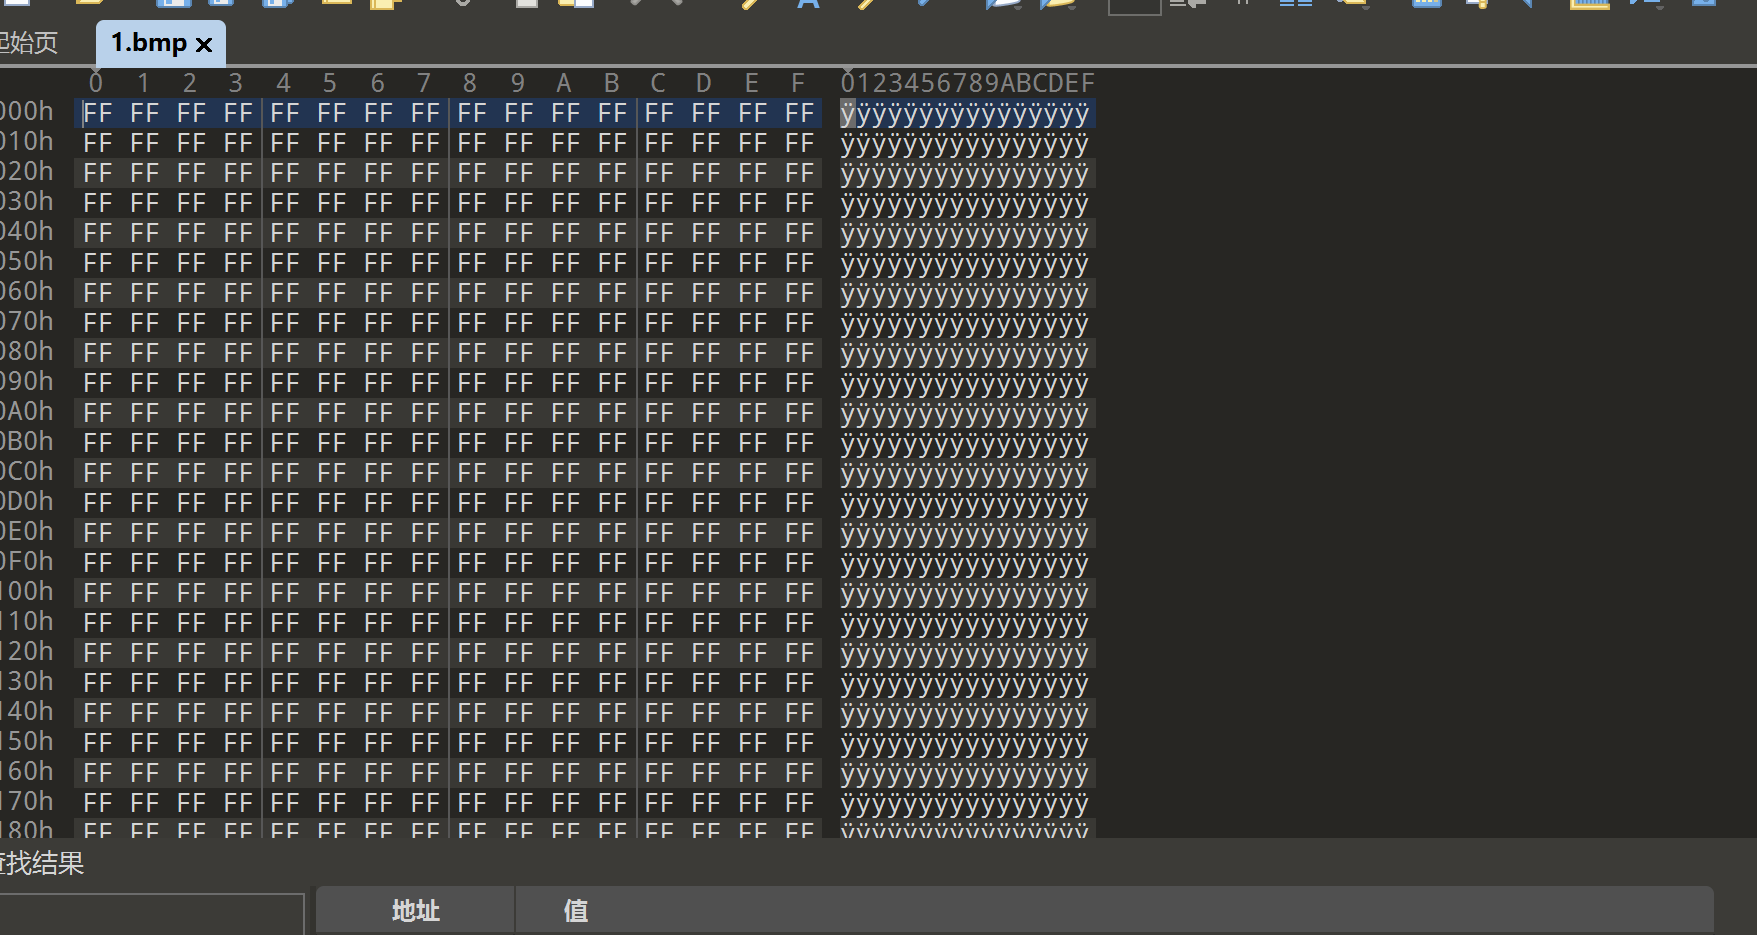 起始页 1.bmp ×
0 1 2 3 4 5 6 7 8 9 A B C D E F 0123456789ABCDEF
000h FF FF FF FF FF FF FF FF FF FF FF FF FF FF FF FF ÿÿÿÿÿÿÿÿÿÿÿÿÿÿÿÿ
010h FF FF FF FF FF FF FF FF FF FF FF FF FF FF FF FF ÿÿÿÿÿÿÿÿÿÿÿÿÿÿÿÿ
020h FF FF FF FF FF FF FF FF FF FF FF FF FF FF FF FF ÿÿÿÿÿÿÿÿÿÿÿÿÿÿÿÿ
030h FF FF FF FF FF FF FF FF FF FF FF FF FF FF FF FF ÿÿÿÿÿÿÿÿÿÿÿÿÿÿÿÿ
040h FF FF FF FF FF FF FF FF FF FF FF FF FF FF FF FF ÿÿÿÿÿÿÿÿÿÿÿÿÿÿÿÿ
050h FF FF FF FF FF FF FF FF FF FF FF FF FF FF FF FF ÿÿÿÿÿÿÿÿÿÿÿÿÿÿÿÿ
060h FF FF FF FF FF FF FF FF FF FF FF FF FF FF FF FF ÿÿÿÿÿÿÿÿÿÿÿÿÿÿÿÿ
070h FF FF FF FF FF FF FF FF FF FF FF FF FF FF FF FF ÿÿÿÿÿÿÿÿÿÿÿÿÿÿÿÿ
080h FF FF FF FF FF FF FF FF FF FF FF FF FF FF FF FF ÿÿÿÿÿÿÿÿÿÿÿÿÿÿÿÿ
090h FF FF FF FF FF FF FF FF FF FF FF FF FF FF FF FF ÿÿÿÿÿÿÿÿÿÿÿÿÿÿÿÿ
0A0h FF FF FF FF FF FF FF FF FF FF FF FF FF FF FF FF ÿÿÿÿÿÿÿÿÿÿÿÿÿÿÿÿ
0B0h FF FF FF FF FF FF FF FF FF FF FF FF FF FF FF FF ÿÿÿÿÿÿÿÿÿÿÿÿÿÿÿÿ
0C0h FF FF FF FF FF FF FF FF FF FF FF FF FF FF FF FF ÿÿÿÿÿÿÿÿÿÿÿÿÿÿÿÿ
0D0h FF FF FF FF FF FF FF FF FF FF FF FF FF FF FF FF ÿÿÿÿÿÿÿÿÿÿÿÿÿÿÿÿ
0E0h FF FF FF FF FF FF FF FF FF FF FF FF FF FF FF FF ÿÿÿÿÿÿÿÿÿÿÿÿÿÿÿÿ
0F0h FF FF FF FF FF FF FF FF FF FF FF FF FF FF FF FF ÿÿÿÿÿÿÿÿÿÿÿÿÿÿÿÿ
100h FF FF FF FF FF FF FF FF FF FF FF FF FF FF FF FF ÿÿÿÿÿÿÿÿÿÿÿÿÿÿÿÿ
110h FF FF FF FF FF FF FF FF FF FF FF FF FF FF FF FF ÿÿÿÿÿÿÿÿÿÿÿÿÿÿÿÿ
120h FF FF FF FF FF FF FF FF FF FF FF FF FF FF FF FF ÿÿÿÿÿÿÿÿÿÿÿÿÿÿÿÿ
130h FF FF FF FF FF FF FF FF FF FF FF FF FF FF FF FF ÿÿÿÿÿÿÿÿÿÿÿÿÿÿÿÿ
140h FF FF FF FF FF FF FF FF FF FF FF FF FF FF FF FF ÿÿÿÿÿÿÿÿÿÿÿÿÿÿÿÿ
150h FF FF FF FF FF FF FF FF FF FF FF FF FF FF FF FF ÿÿÿÿÿÿÿÿÿÿÿÿÿÿÿÿ
160h FF FF FF FF FF FF FF FF FF FF FF FF FF FF FF FF ÿÿÿÿÿÿÿÿÿÿÿÿÿÿÿÿ
170h FF FF FF FF FF FF FF FF FF FF FF FF FF FF FF FF ÿÿÿÿÿÿÿÿÿÿÿÿÿÿÿÿ
180h FF FF FF FF FF FF FF FF FF FF FF FF FF FF FF FF ÿÿÿÿÿÿÿÿÿÿÿÿÿÿÿÿ
查找结果
地址 值